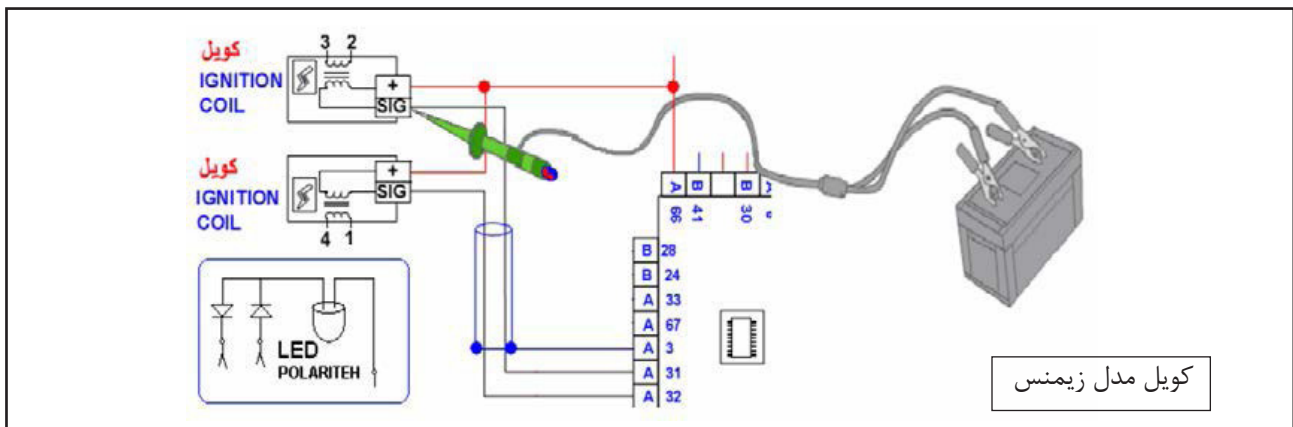 3 2
کویل
IGNITION
COIL
+
SIG
کویل
IGNITION
COIL
+
SIG
4 1
A B B
66 41 30
B 28
B 24
A 33
A 67
A 3
A 31
A 32
LED
POLARITEH
کویل مدل زیمنس